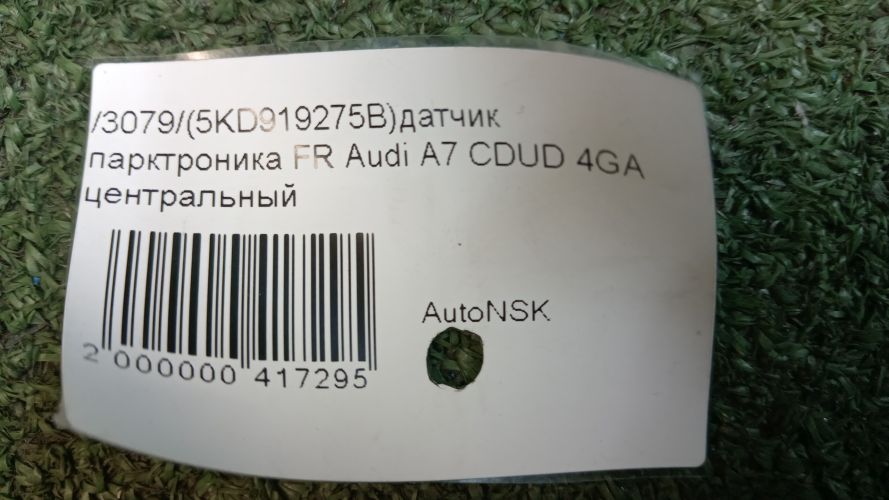 /3079/(5KD919275B)датчик
парктроника FR Audi A7 CDUD 4GA
центральный
AutoNSK
2 000000 417295